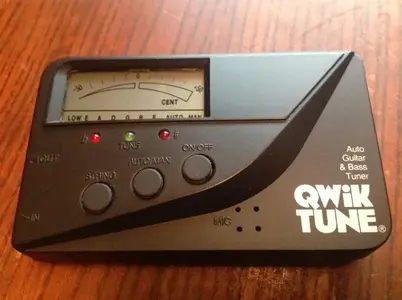 CENT
LOW E A D G B E AUTO MAN
TUNE
STRING
AUTO/MAN
ON/OFF
OUT
IN
MIC
Auto
Guitar
& Bass
Tuner
QWiK
TUNE®